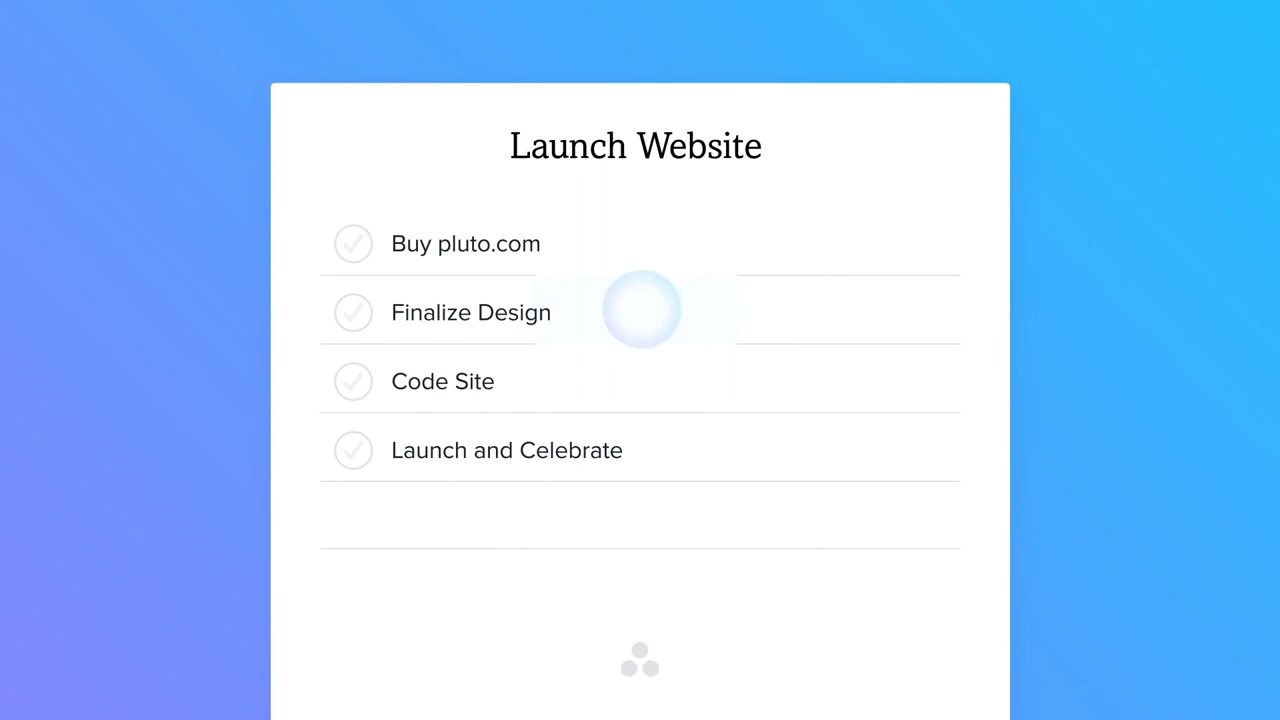 Launch Website
Buy pluto.com
Finalize Design
Code Site
Launch and Celebrate